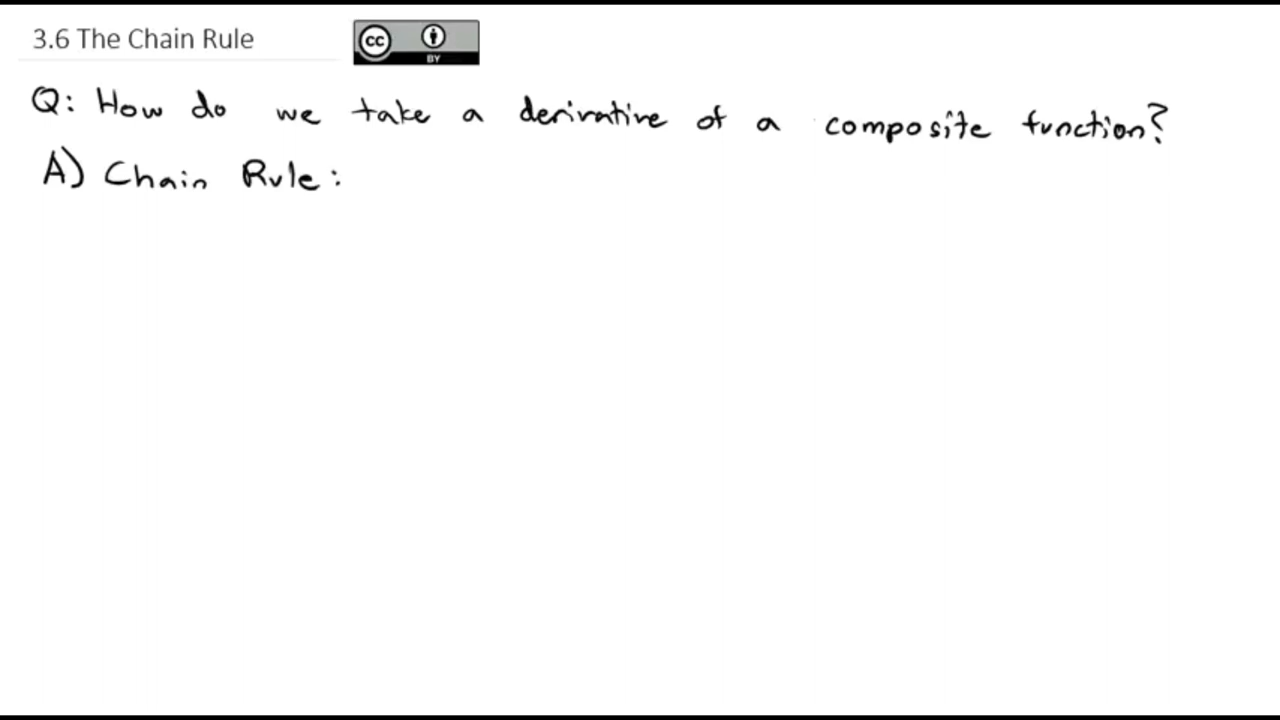 3.6 The Chain Rule
cc BY
Q: How do we take a derivative of a composite function?
A) Chain Rule: